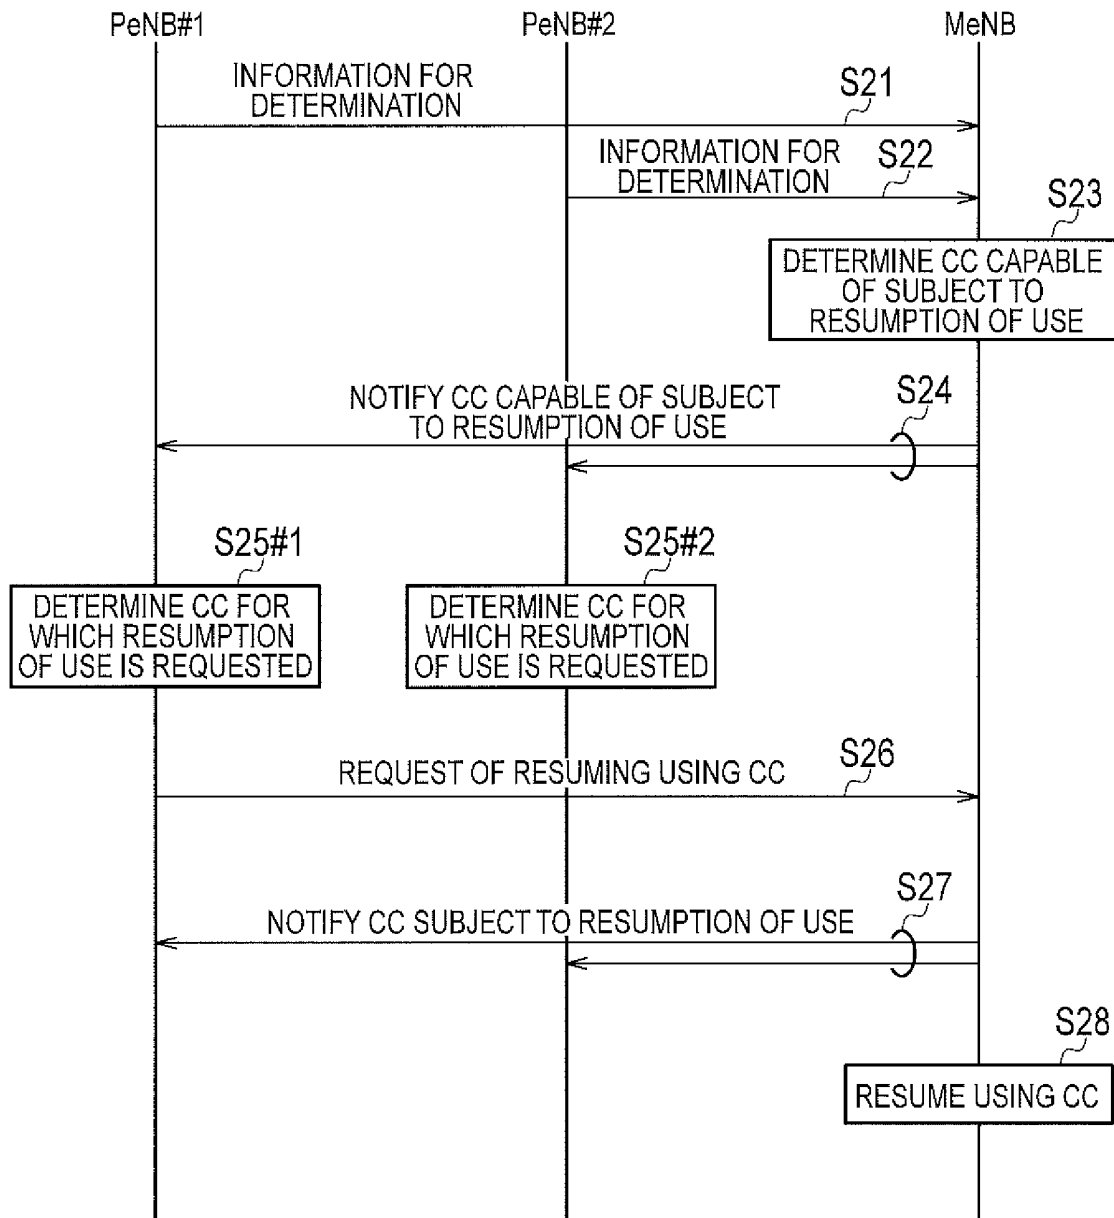 PeNB#1
PeNB#2
MeNB
INFORMATION FOR
DETERMINATION
S21
INFORMATION FOR
DETERMINATION
S22
S23
DETERMINE CC CAPABLE
OF SUBJECT TO
RESUMPTION OF USE
NOTIFY CC CAPABLE OF SUBJECT
TO RESUMPTION OF USE
S24
S25#1
DETERMINE CC FOR
WHICH RESUMPTION
OF USE IS REQUESTED
S25#2
DETERMINE CC FOR
WHICH RESUMPTION
OF USE IS REQUESTED
REQUEST OF RESUMING USING CC
S26
NOTIFY CC SUBJECT TO RESUMPTION OF USE
S27
S28
RESUME USING CC